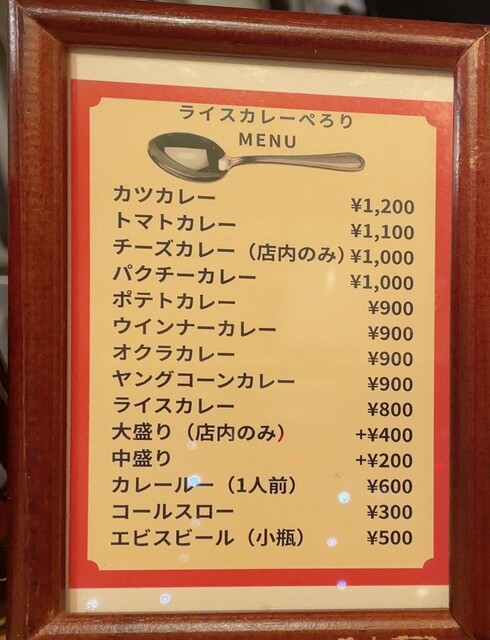 ライスカレーぺろり
MENU
カツカレー ¥1,200
トマトカレー ¥1,100
チーズカレー（店内のみ）¥1,000
パクチーカレー ¥1,000
ポテトカレー ¥900
ウインナーカレー ¥900
オクラカレー ¥900
ヤングコーンカレー ¥900
ライスカレー ¥800
大盛り（店内のみ） +¥400
中盛り +¥200
カレールー（1人前） ¥600
コールスロー ¥300
エビスビール（小瓶） ¥500